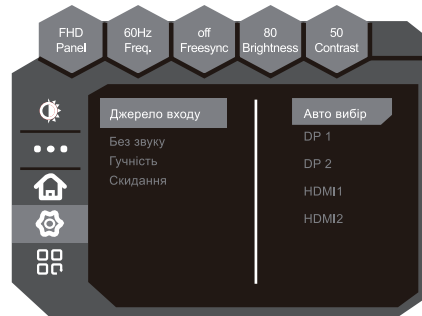 FHD
Panel
60Hz
Freq.
off
Freesync
80
Brightness
50
Contrast
Джерело входу
Без звуку
Гучність
Скидання
Авто вибір
DP 1
DP 2
HDMI1
HDMI2